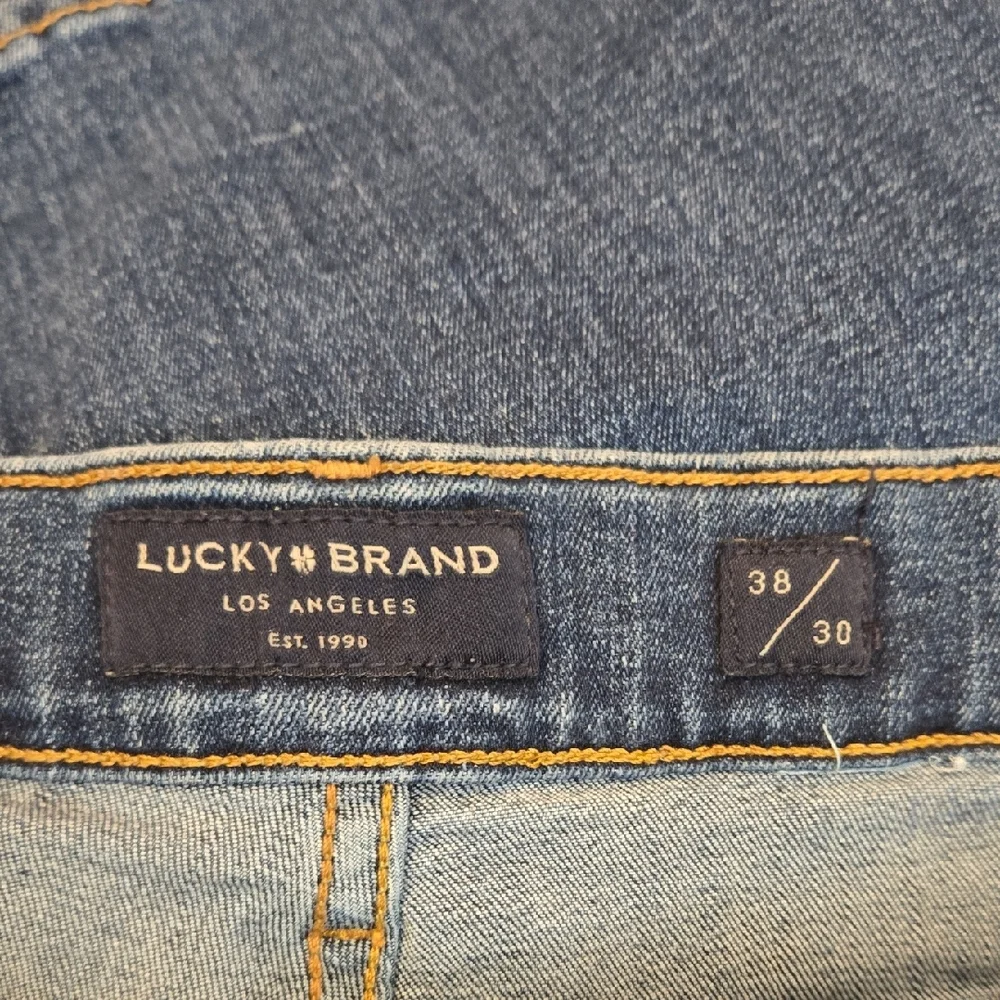 LUCKY BRAND
LOS ANGELES
EST. 1990
38/30